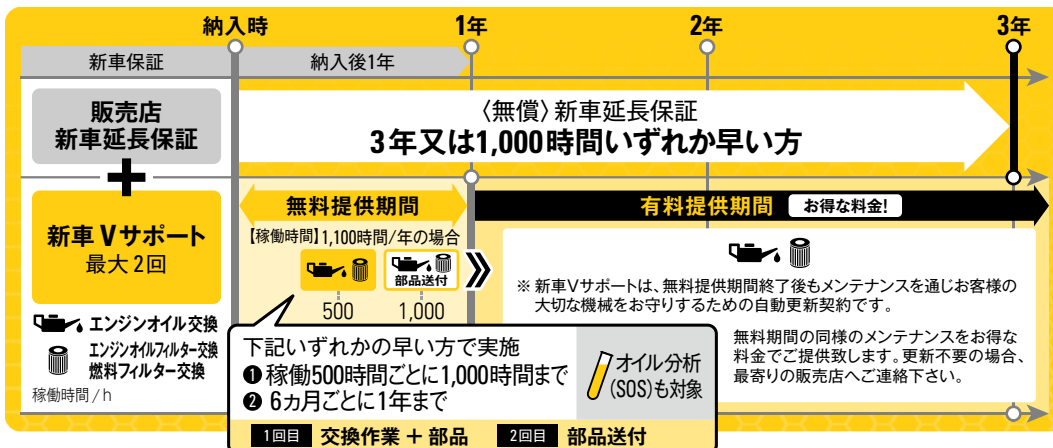 納入時
1年
2年
3年
新車保証
納入後1年
販売店
新車延長保証
〈無償〉新車延長保証
3年又は1,000時間いずれか早い方
新車Vサポート
最大2回
無料提供期間
有料提供期間 お得な料金!
【稼働時間】1,100時間/年の場合
部品送付
500
1,000
※ 新車Vサポートは、無料提供期間終了後もメンテナンスを通じお客様の
大切な機械をお守りするための自動更新契約です。
無料期間の同様のメンテナンスをお得な
料金でご提供致します。更新不要の場合、
最寄りの販売店へご連絡下さい。
エンジンオイル交換
エンジンオイルフィルター交換
燃料フィルター交換
稼働時間/h
下記いずれかの早い方で実施
❶ 稼働500時間ごとに1,000時間まで
❷ 6ヵ月ごとに1年まで
オイル分析
(SOS)も対象
1回目 交換作業 + 部品 2回目 部品送付